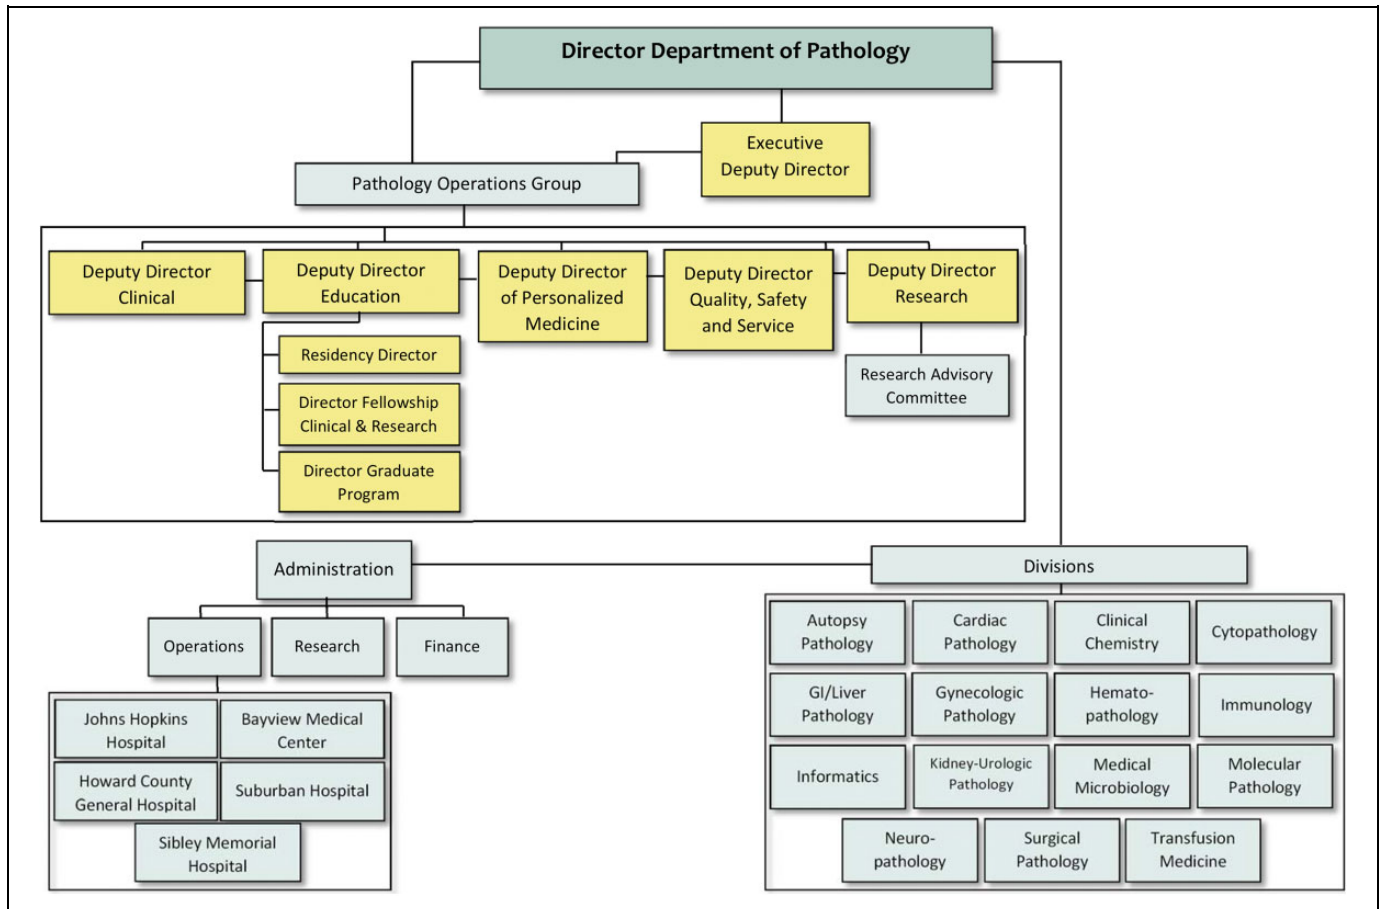 Director Department of Pathology
Executive
Deputy Director
Pathology Operations Group
Deputy Director
Clinical
Deputy Director
Education
Deputy Director
of Personalized
Medicine
Deputy Director
Quality, Safety
and Service
Deputy Director
Research
Residency Director
Director Fellowship
Clinical & Research
Director Graduate
Program
Research Advisory
Committee
Administration
Operations
Research
Finance
Johns Hopkins
Hospital
Bayview Medical
Center
Howard County
General Hospital
Suburban Hospital
Sibley Memorial
Hospital
Divisions
Autopsy
Pathology
Cardiac
Pathology
Clinical
Chemistry
Cytopathology
GI/Liver
Pathology
Gynecologic
Pathology
Hemato-
pathology
Immunology
Informatics
Kidney-Urologic
Pathology
Medical
Microbiology
Molecular
Pathology
Neuro-
pathology
Surgical
Pathology
Transfusion
Medicine